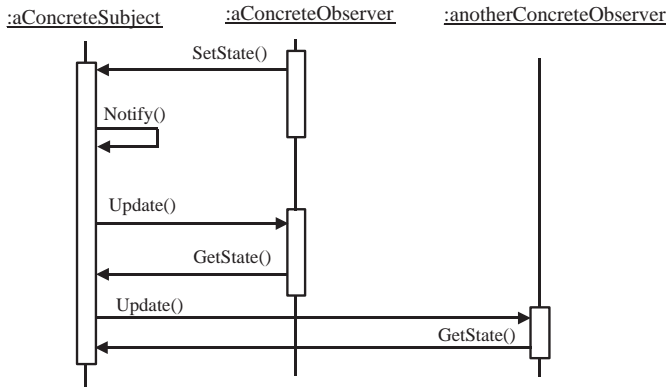 :aConcreteSubject :aConcreteObserver :anotherConcreteObserver
SetState()
Notify()
Update()
GetState()
Update()
GetState()